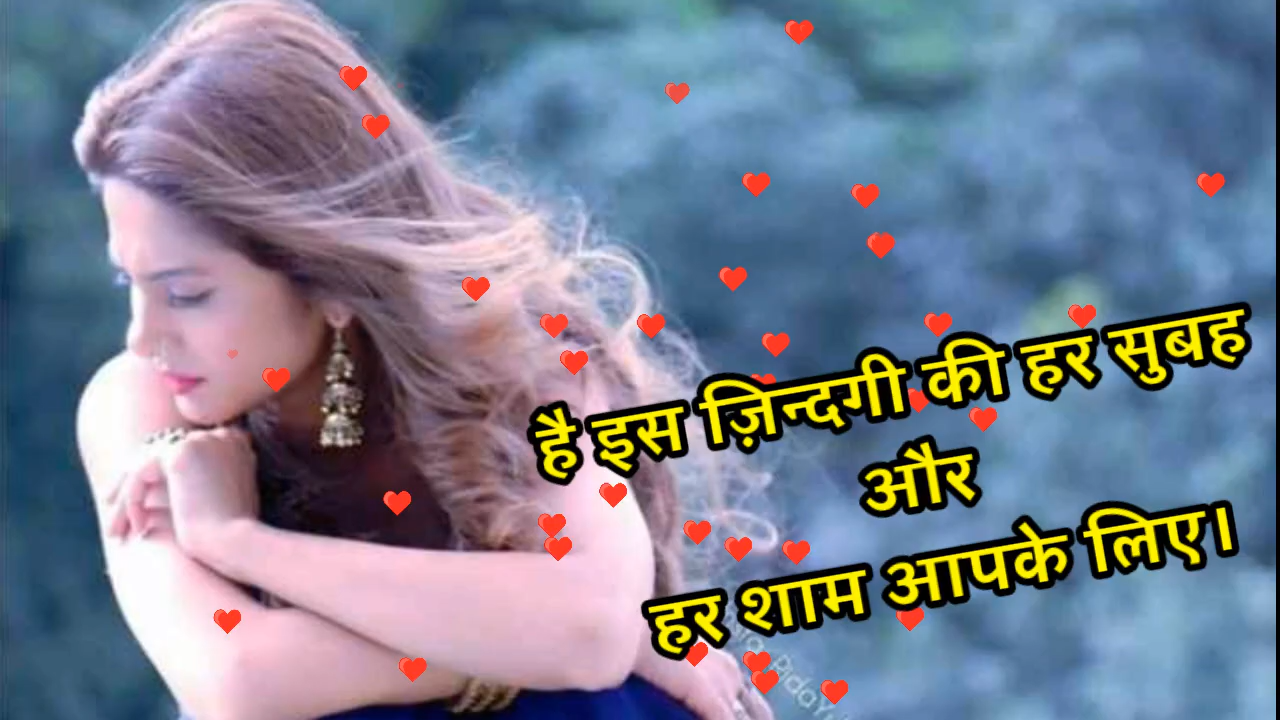 है इस ज़िन्दगी की हर सुबह
और
हर शाम आपके लिए।